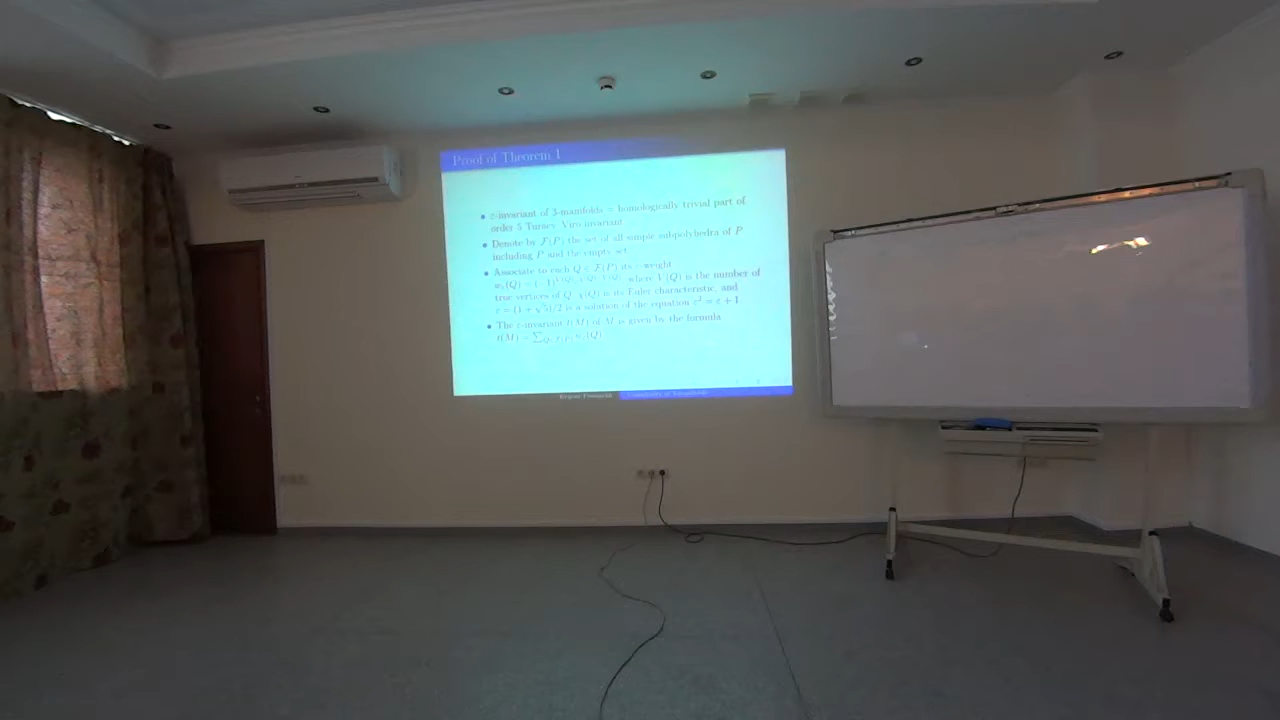 Proof of Theorem 1
• ε-invariant of 3-manifolds = homologically trivial part of
order 5 Turaev–Viro invariant
• Denote by F(P) the set of all simple subpolyhedra of P
including P and the empty set
• Associate to each Q ∈ F(P) its ε-weight
where V(Q) is the number of
true vertices of Q, χ(Q) is its Euler characteristic, and
ε = (1 + √5)/2 is a solution of the equation ε² = ε + 1
• The ε-invariant t(M) of M is given by the formula
t(M) = ∑